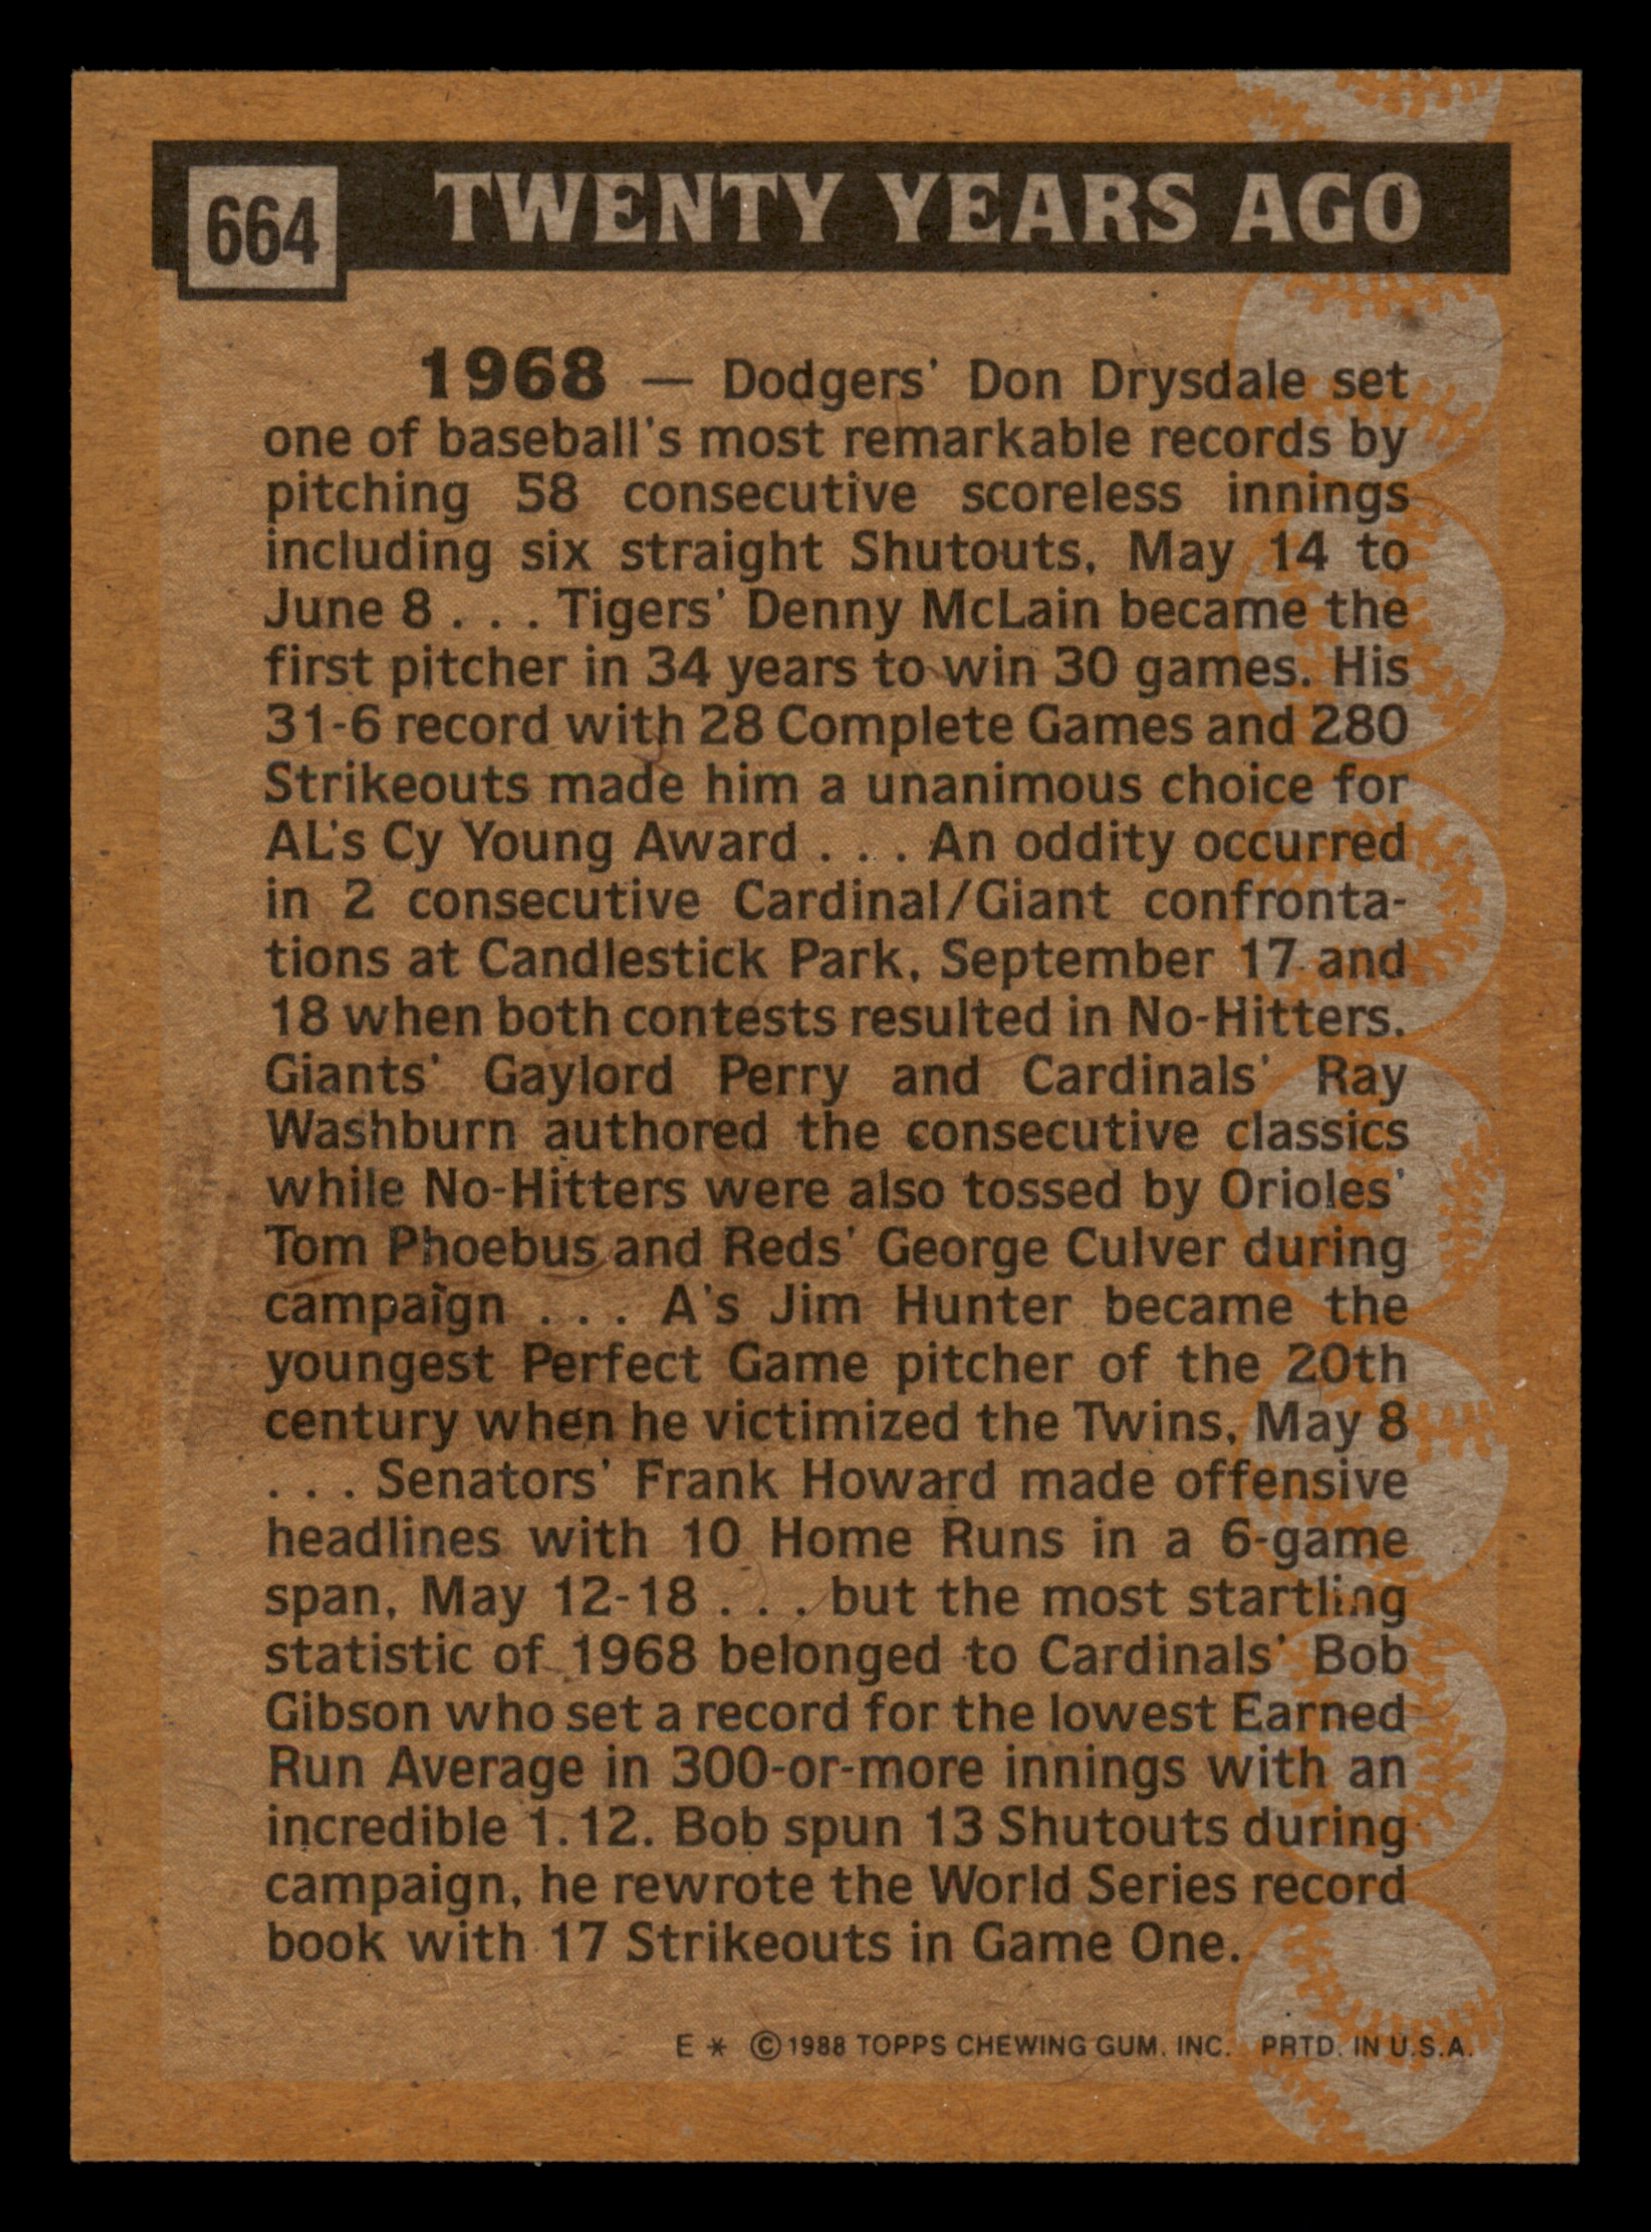 664
TWENTY YEARS AGO
1968 — Dodgers' Don Drysdale set
one of baseball's most remarkable records by
pitching 58 consecutive scoreless innings
including six straight Shutouts, May 14 to
June 8 . . . Tigers' Denny McLain became the
first pitcher in 34 years to win 30 games. His
31-6 record with 28 Complete Games and 280
Strikeouts made him a unanimous choice for
AL's Cy Young Award . . . An oddity occurred
in 2 consecutive Cardinal/Giant confronta-
tions at Candlestick Park, September 17 and
18 when both contests resulted in No-Hitters.
Giants' Gaylord Perry and Cardinals' Ray
Washburn authored the consecutive classics
while No-Hitters were also tossed by Orioles'
Tom Phoebus and Reds' George Culver during
campaign . . . A's Jim Hunter became the
youngest Perfect Game pitcher of the 20th
century when he victimized the Twins, May 8
. . . Senators' Frank Howard made offensive
headlines with 10 Home Runs in a 6-game
span, May 12-18 . . . but the most startling
statistic of 1968 belonged to Cardinals' Bob
Gibson who set a record for the lowest Earned
Run Average in 300-or-more innings with an
incredible 1.12. Bob spun 13 Shutouts during
campaign, he rewrote the World Series record
book with 17 Strikeouts in Game One.
E * ©1988 TOPPS CHEWING GUM, INC. PRTD. IN U.S.A.